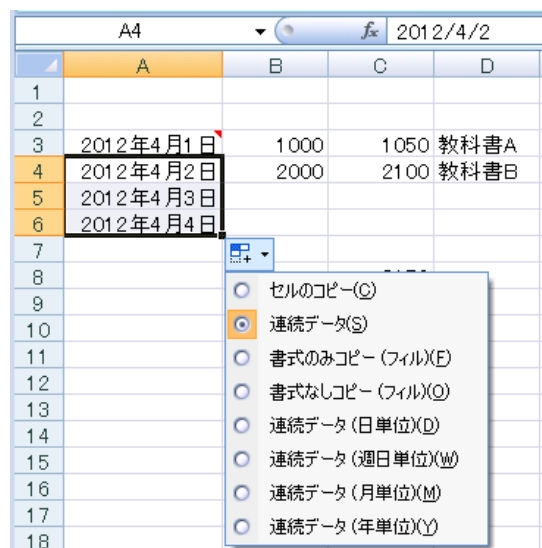 A4 fx 2012/4/2
A B C D
1
2
3 2012年4月1日 1000 1050 教科書A
4 2012年4月2日 2000 2100 教科書B
5 2012年4月3日
6 2012年4月4日
7
8
9
10
11
12
13
14
15
16
17
18
セルのコピー(C)
連続データ(S)
書式のみコピー (フィル)(F)
書式なしコピー (フィル)(O)
連続データ (日単位)(D)
連続データ (週日単位)(W)
連続データ (月単位)(M)
連続データ (年単位)(Y)